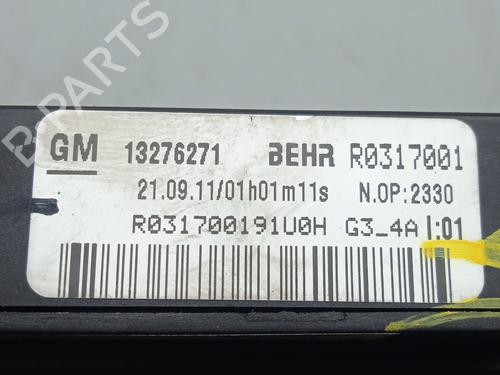 B-PARTS
GM 13276271 BEHR R0317001
21.09.11/01h01m11s N.OP:2330
R031700191U0H G3_4A I:01